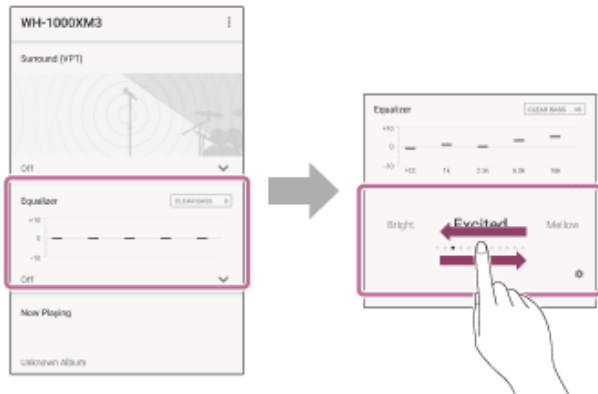 WH-1000XM3
Surround (VPT)
Off
Equalizer
CLEAR BASS 0
+10
0
-10
Off
Now Playing
Unknown Album
Equalizer
CLEAR BASS
+10
0
-10
1k
2.5k
6.3k
16k
Bright
Excited
Mellow